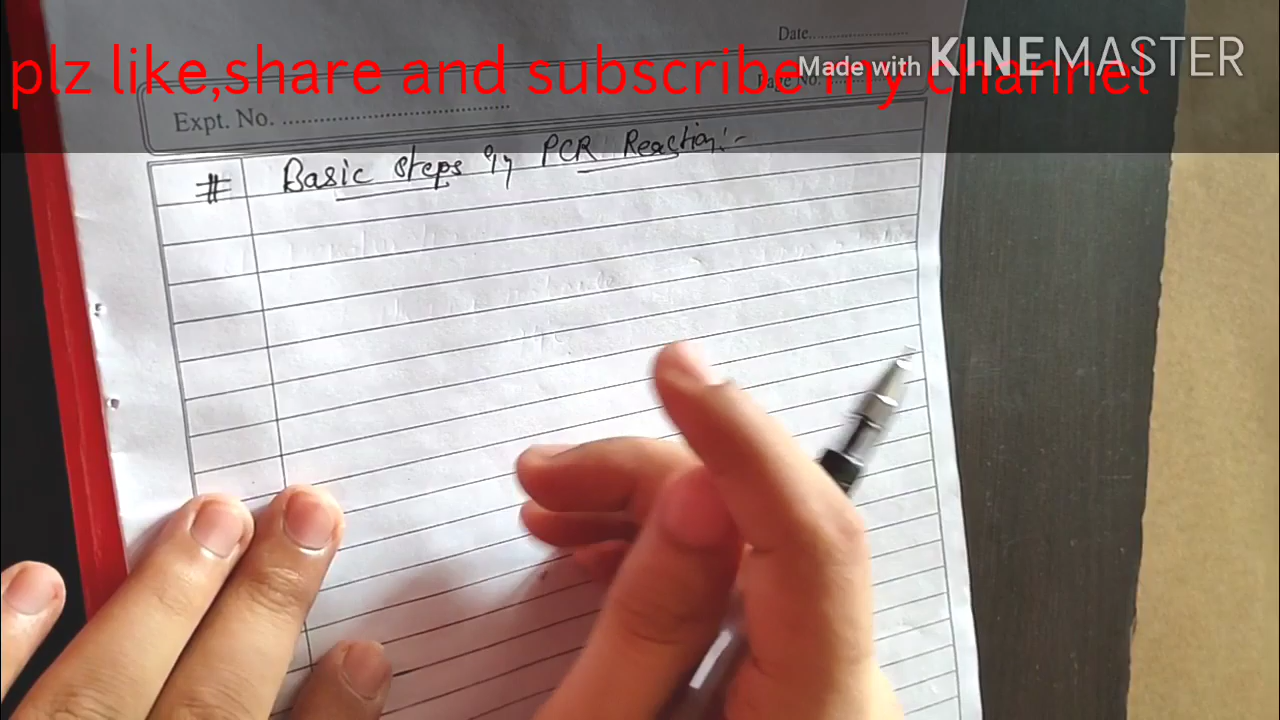 Date....................
Made with KINEMASTER
plz like,share and subscribe my channel
Page No. ..........
Expt. No. ........................................
# Basic steps in PCR Reaction:-